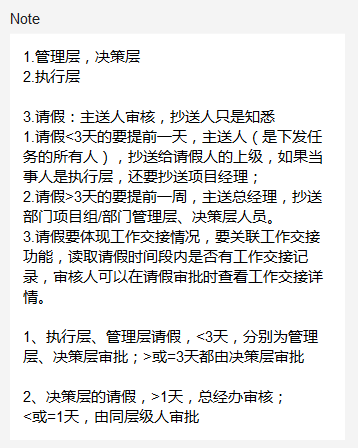 Note
1.管理层，决策层
2.执行层
3.请假：主送人审核，抄送人只是知悉
1.请假<3天的要提前一天，主送人（是下发任
务的所有人），抄送给请假人的上级，如果当
事人是执行层，还要抄送项目经理；
2.请假>3天的要提前一周，主送总经理，抄送
部门项目组/部门管理层、决策层人员。
3.请假要体现工作交接情况，要关联工作交接
功能，读取请假时间段内是否有工作交接记
录，审核人可以在请假审批时查看工作交接详
情。
1、执行层、管理层请假，<3天，分别为管理
层、决策层审批；>或=3天都由决策层审批
2、决策层的请假，>1天，总经办审核；
<或=1天，由同层级人审批